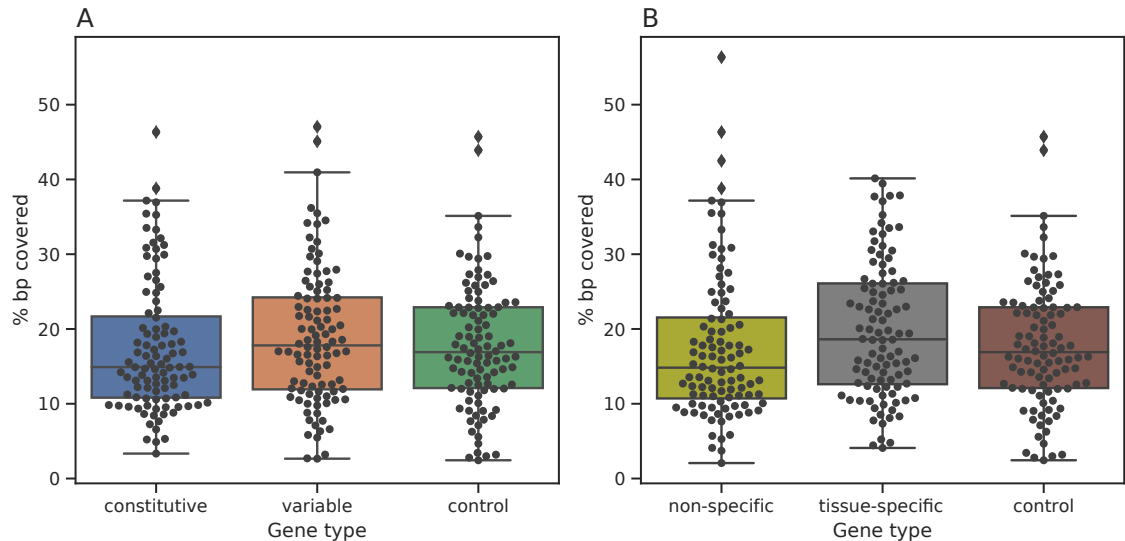 A
% bp covered
50
40
30
20
10
0
constitutive variable control
Gene type
B
% bp covered
50
40
30
20
10
0
non-specific tissue-specific control
Gene type